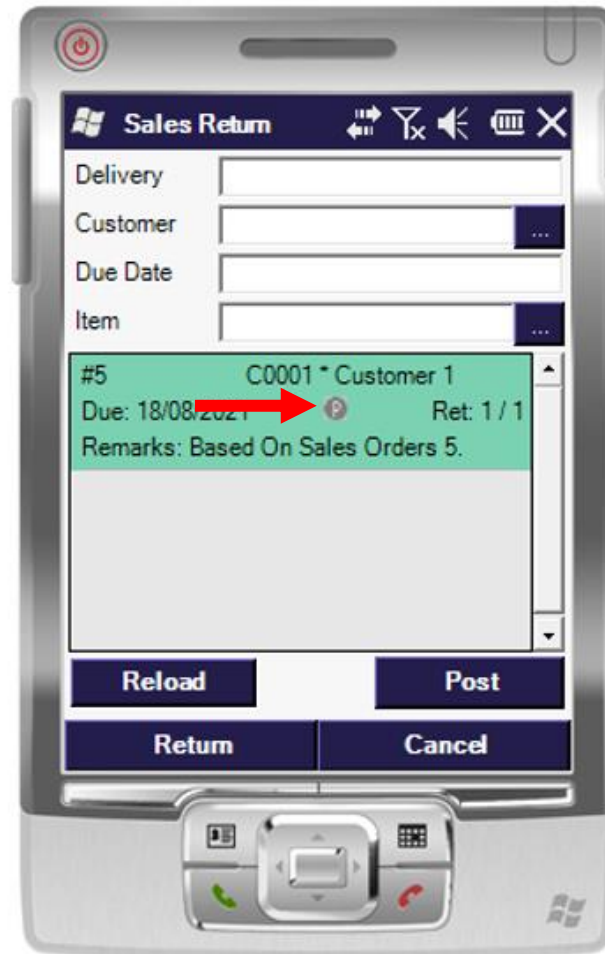 Sales Return
Delivery
Customer ...
Due Date
Item ...
#5 C0001 * Customer 1
Due: 18/08/2021 P Ret: 1 / 1
Remarks: Based On Sales Orders 5.
Reload Post
Return Cancel